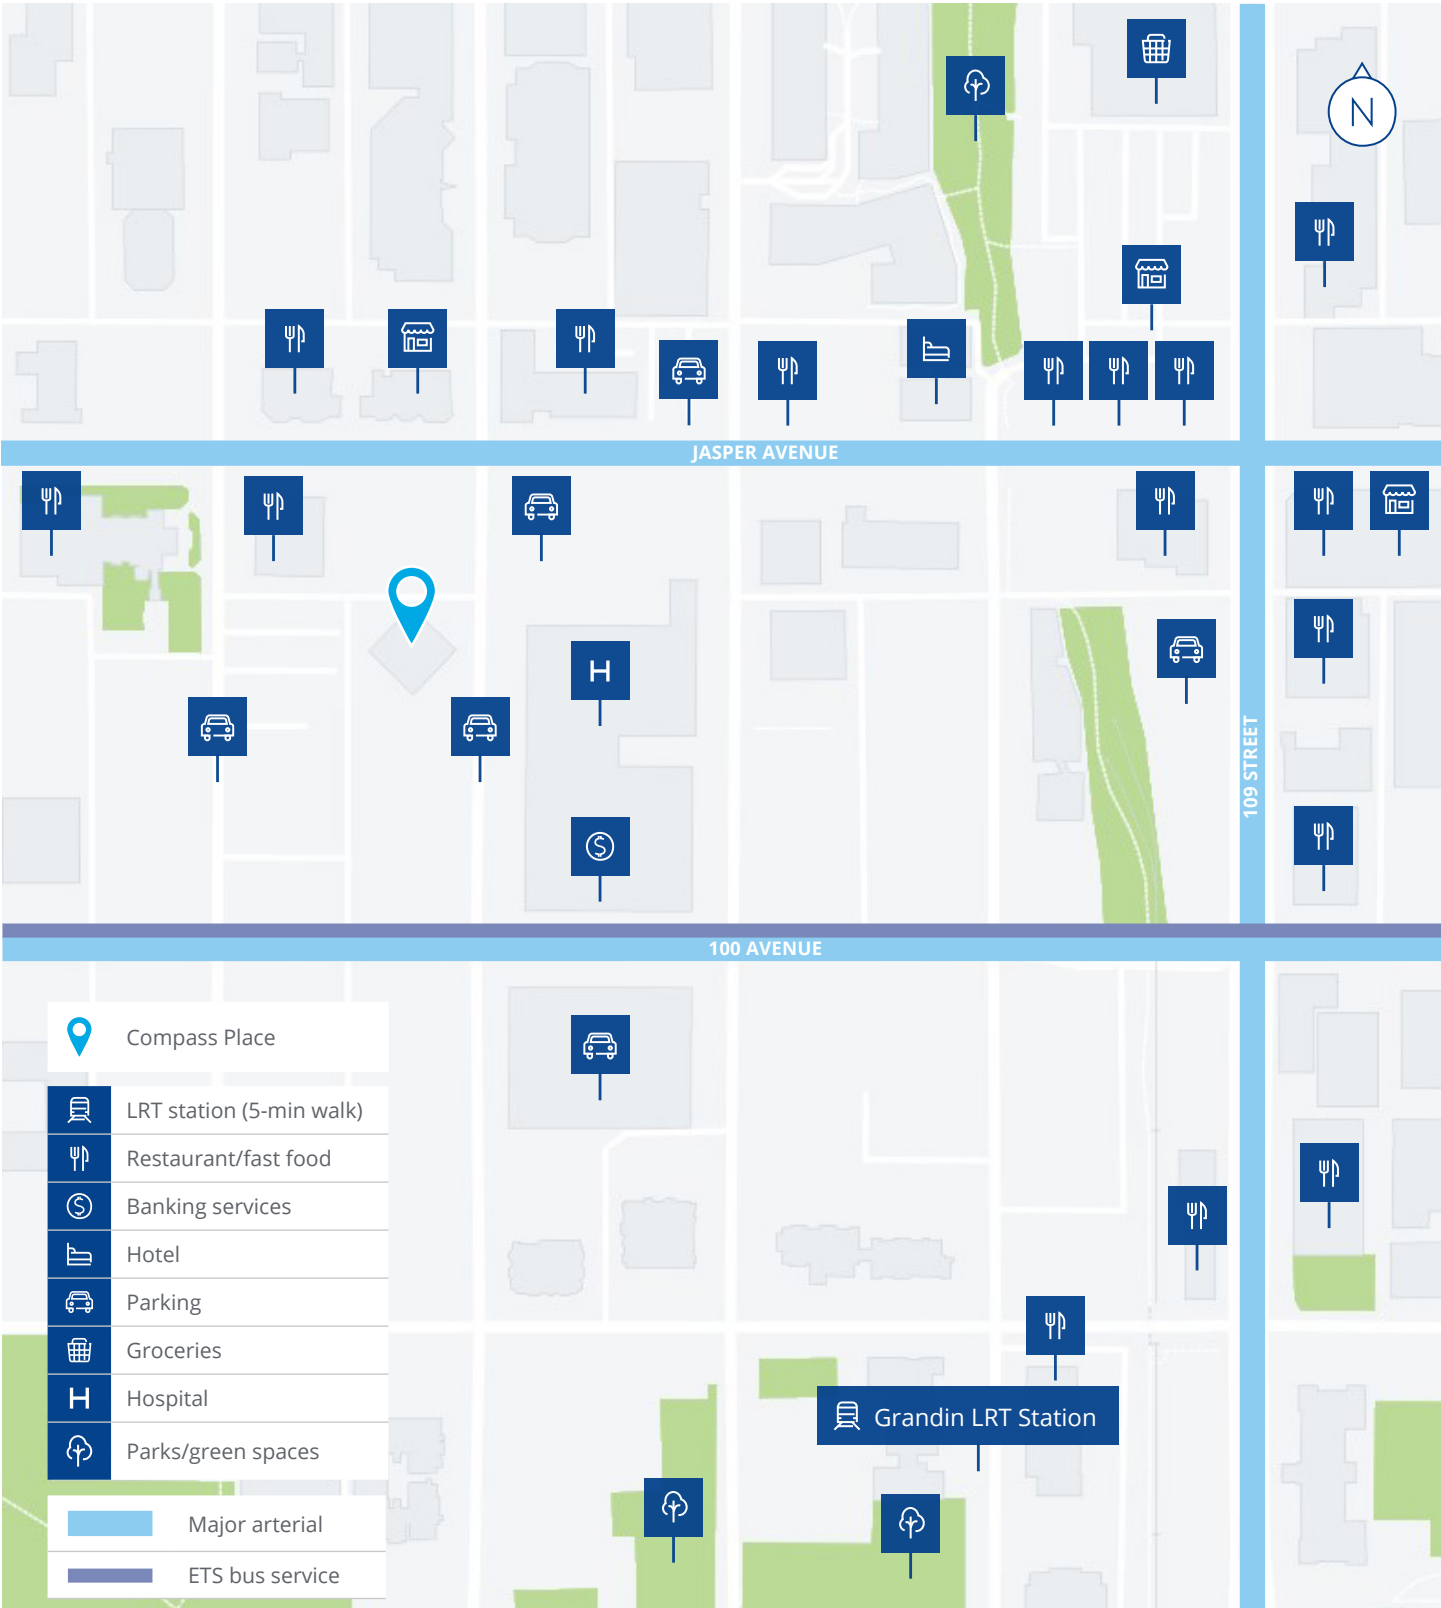 N
JASPER AVENUE
H
109 STREET
100 AVENUE
Compass Place
LRT station (5-min walk)
Restaurant/fast food
$ Banking services
Hotel
Parking
Groceries
H Hospital
Parks/green spaces
Grandin LRT Station
Major arterial
ETS bus service